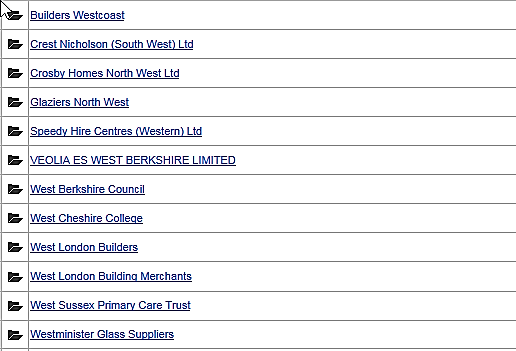 Builders Westcoast
Crest Nicholson (South West) Ltd
Crosby Homes North West Ltd
Glaziers North West
Speedy Hire Centres (Western) Ltd
VEOLIA ES WEST BERKSHIRE LIMITED
West Berkshire Council
West Cheshire College
West London Builders
West London Building Merchants
West Sussex Primary Care Trust
Westminister Glass Suppliers